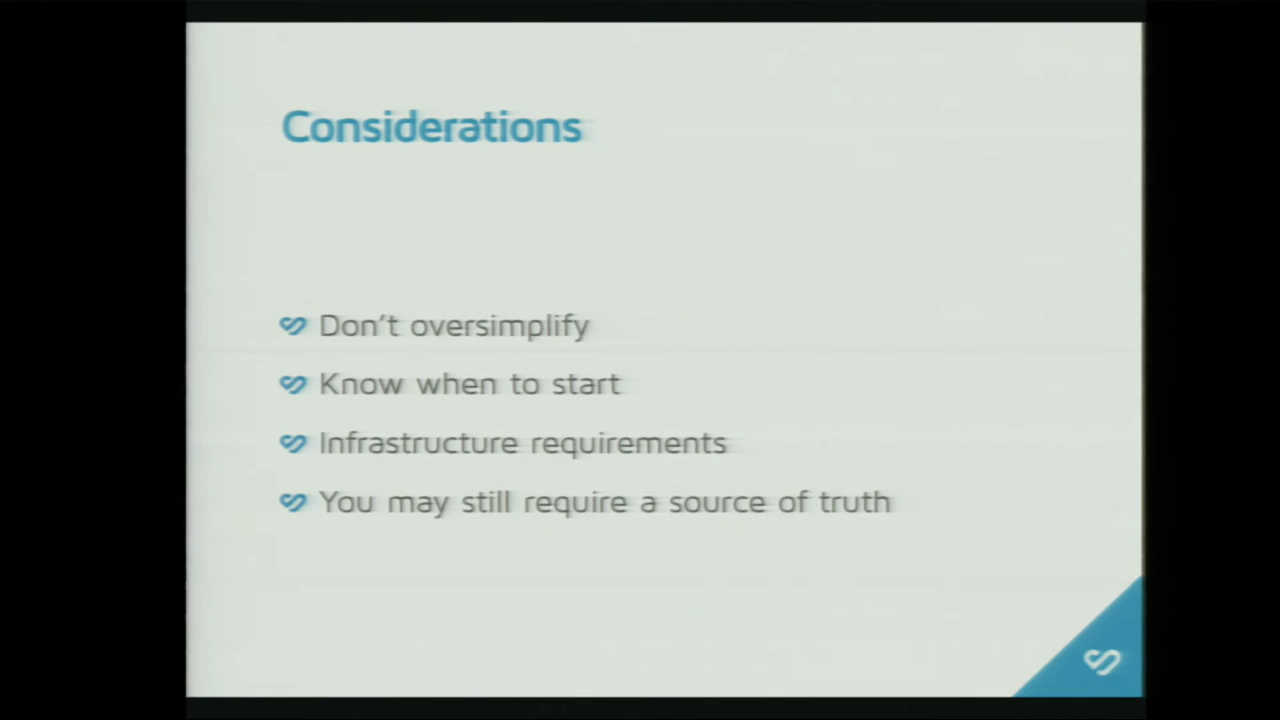 Considerations
Don't oversimplify
Know when to start
Infrastructure requirements
You may still require a source of truth